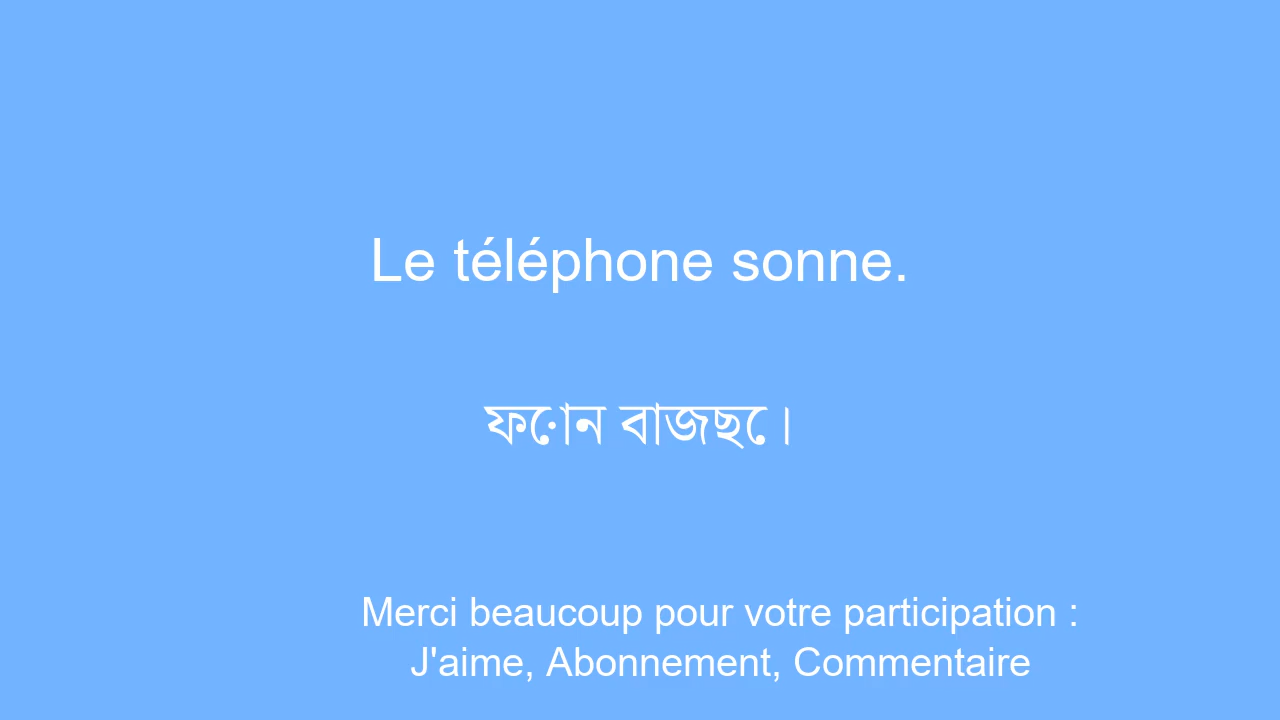 Le téléphone sonne.
ফোন বাজছে।
Merci beaucoup pour votre participation :
J'aime, Abonnement, Commentaire